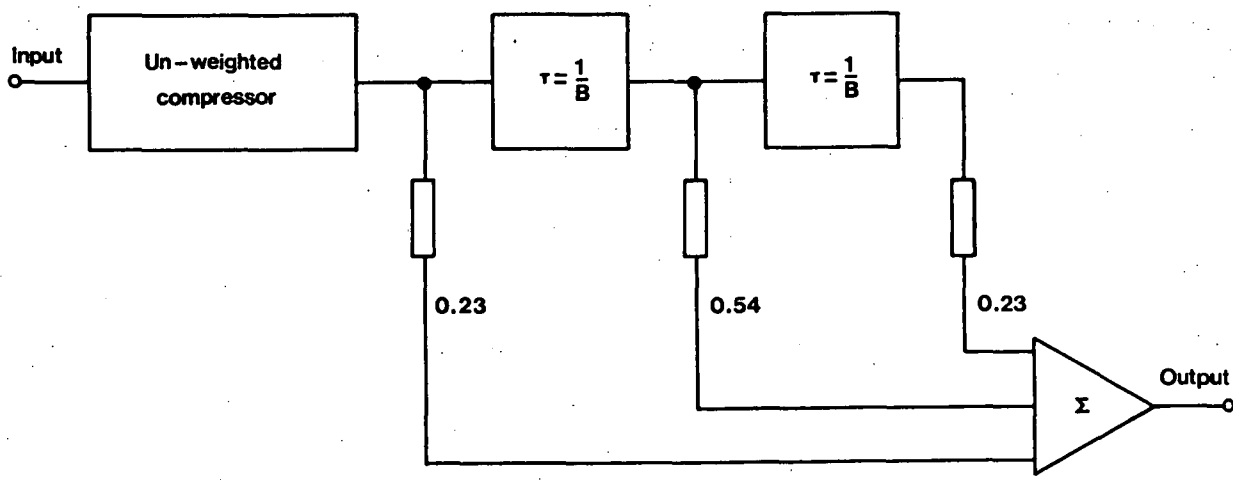 Input
Un-weighted
compressor
τ = 1/B
τ = 1/B
0.23
0.54
0.23
Σ
Output